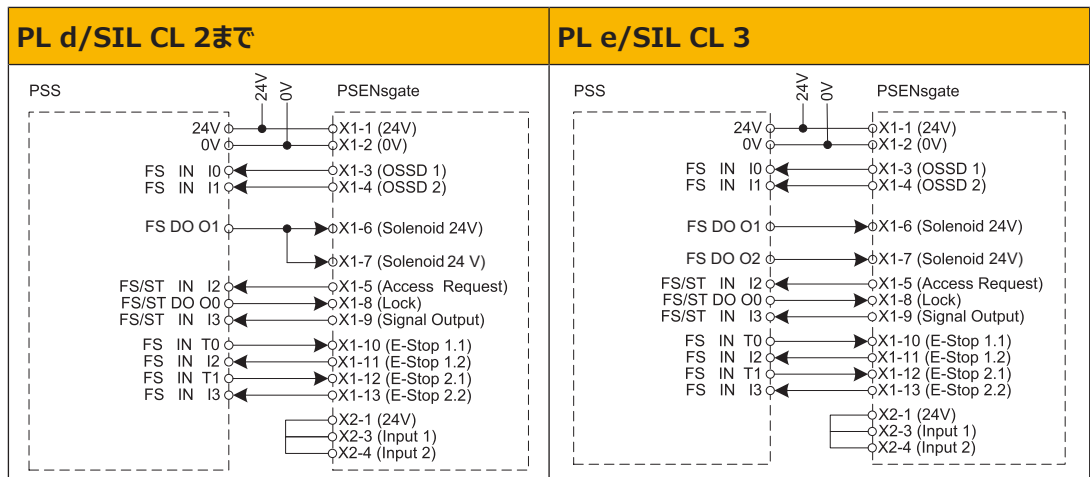 PL d/SIL CL 2まで
PSS
24V
0V
PSENsgate
24V
X1-1 (24V)
0V
X1-2 (0V)
FS IN I0
X1-3 (OSSD 1)
FS IN I1
X1-4 (OSSD 2)
FS DO O1
X1-6 (Solenoid 24V)
X1-7 (Solenoid 24 V)
FS/ST IN I2
X1-5 (Access Request)
FS/ST DO O0
X1-8 (Lock)
FS/ST IN I3
X1-9 (Signal Output)
FS IN T0
X1-10 (E-Stop 1.1)
FS IN I2
X1-11 (E-Stop 1.2)
FS IN T1
X1-12 (E-Stop 2.1)
FS IN I3
X1-13 (E-Stop 2.2)
X2-1 (24V)
X2-3 (Input 1)
X2-4 (Input 2)
PL e/SIL CL 3
PSS
24V
0V
PSENsgate
24V
X1-1 (24V)
0V
X1-2 (0V)
FS IN I0
X1-3 (OSSD 1)
FS IN I1
X1-4 (OSSD 2)
FS DO O1
X1-6 (Solenoid 24V)
FS DO O2
X1-7 (Solenoid 24V)
FS/ST IN I2
X1-5 (Access Request)
FS/ST DO O0
X1-8 (Lock)
FS/ST IN I3
X1-9 (Signal Output)
FS IN T0
X1-10 (E-Stop 1.1)
FS IN I2
X1-11 (E-Stop 1.2)
FS IN T1
X1-12 (E-Stop 2.1)
FS IN I3
X1-13 (E-Stop 2.2)
X2-1 (24V)
X2-3 (Input 1)
X2-4 (Input 2)